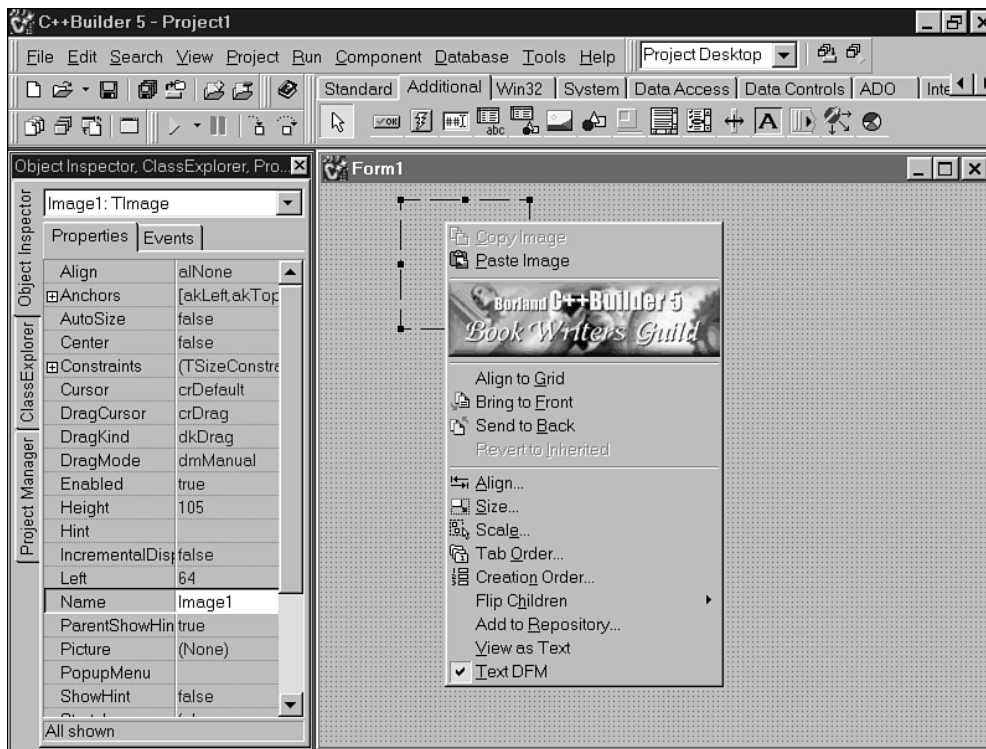 C++Builder 5 - Project1
File Edit Search View Project Run Component Database Tools Help Project Desktop
Standard Additional Win32 System Data Access Data Controls ADO Inte
OK ##I abc A
Object Inspector, ClassExplorer, Pro...
Form1
Object Inspector
ClassExplorer
Project Manager
Image1: TImage
Properties Events
Align alNone
Anchors [akLeft,akTop
AutoSize false
Center false
Constraints (TSizeConstra
Cursor crDefault
DragCursor crDrag
DragKind dkDrag
DragMode dmManual
Enabled true
Height 105
Hint
IncrementalDisp false
Left 64
Name Image1
ParentShowHin true
Picture (None)
PopupMenu
ShowHint false
All shown
Copy Image
Paste Image
Borland C++Builder 5
Book Writers Guild
Align to Grid
Bring to Front
Send to Back
Revert to Inherited
Align...
Size...
Scale...
Tab Order...
Creation Order...
Flip Children
Add to Repository...
View as Text
Text DFM